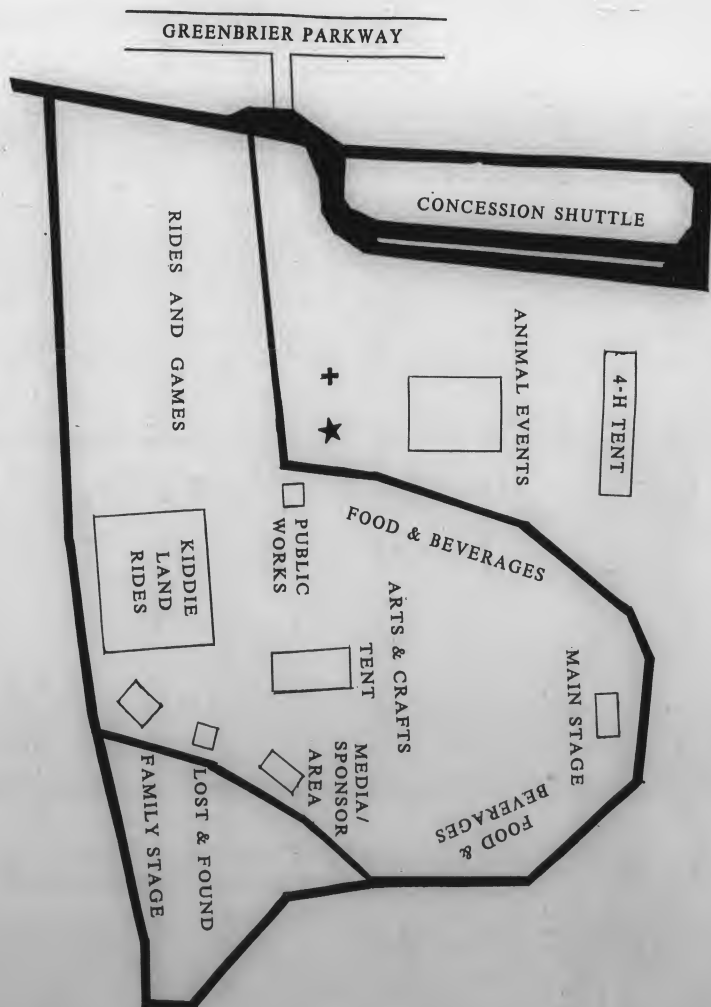 GREENBRIER PARKWAY
CONCESSION SHUTTLE
RIDES AND GAMES
ANIMAL EVENTS
4-H TENT
FOOD & BEVERAGES
PUBLIC
WORKS
KIDDIE
LAND
RIDES
ARTS & CRAFTS
TENT
MAIN STAGE
MEDIA/
SPONSOR
AREA
FOOD &
BEVERAGES
LOST & FOUND
FAMILY STAGE